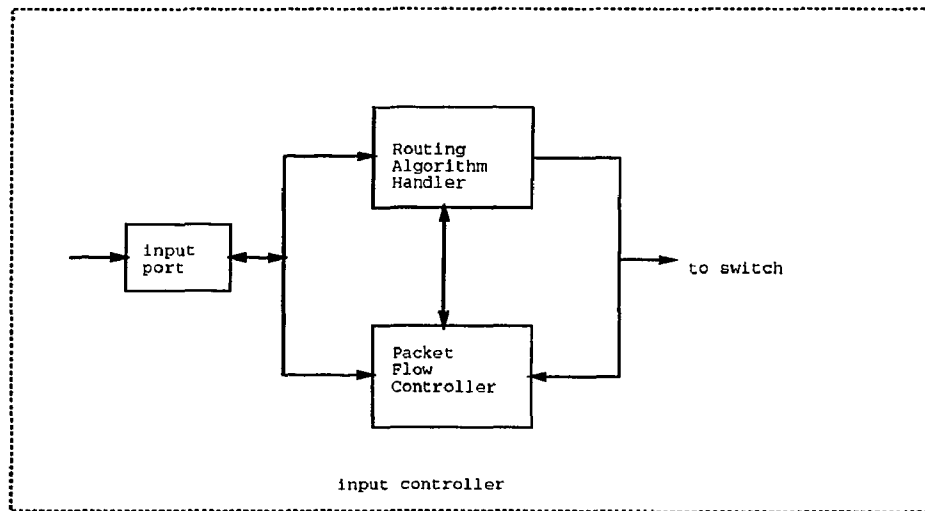 Routing
Algorithm
Handler
input
port
to switch
Packet
Flow
Controller
input controller